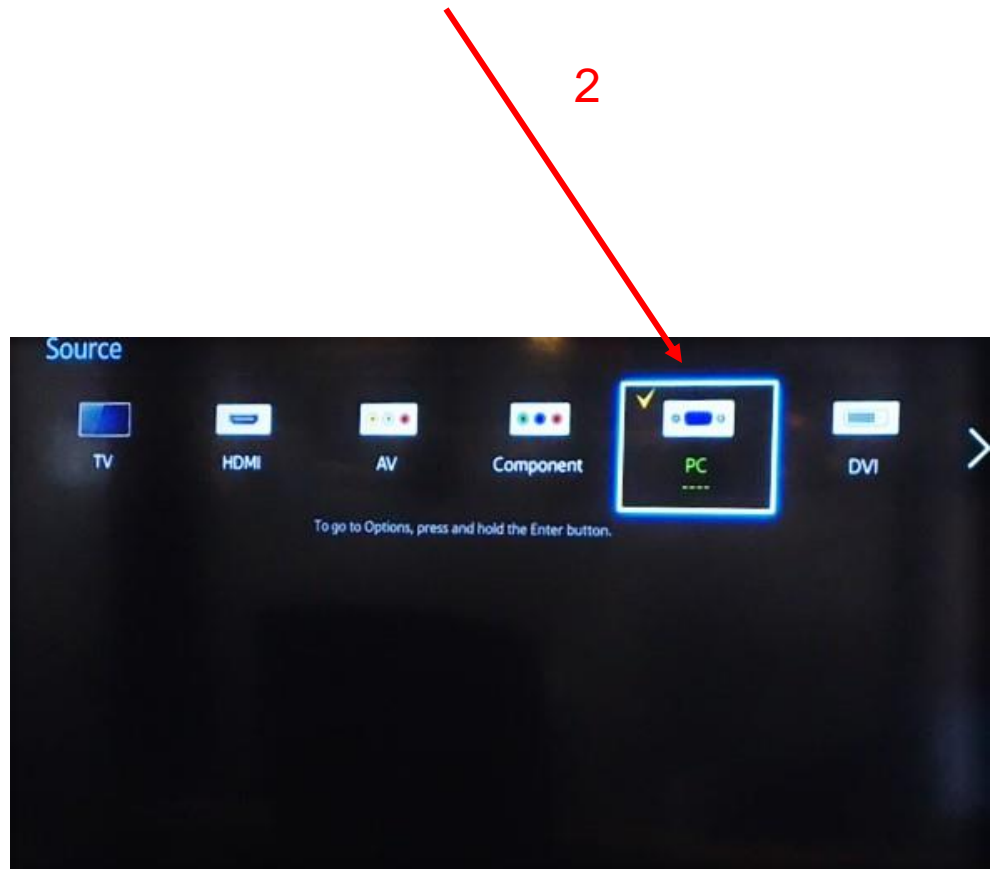 2
Source
TV HDMI AV Component PC DVI
----
To go to Options, press and hold the Enter button.